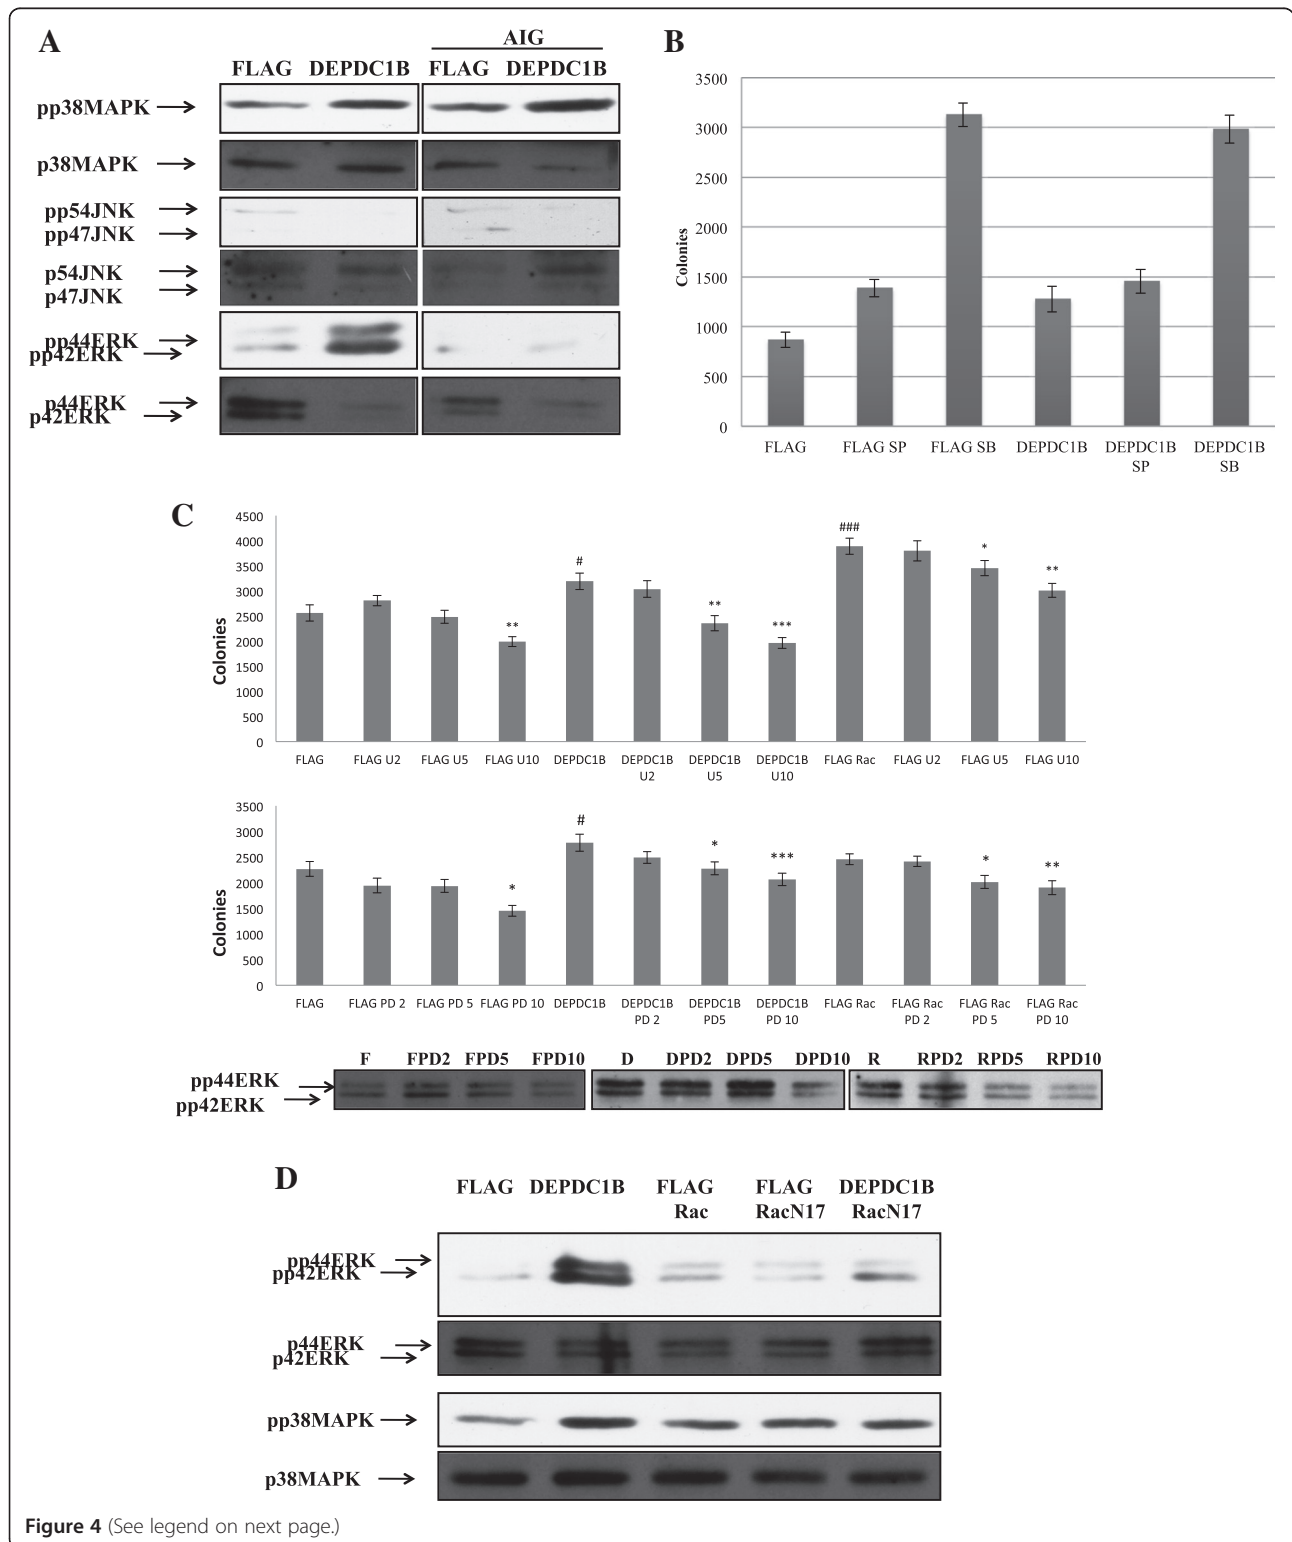 A
AIG
FLAG DEPDC1B FLAG DEPDC1B
pp38MAPK
p38MAPK
pp54JNK
pp47JNK
p54JNK
p47JNK
pp44ERK
pp42ERK
p44ERK
p42ERK
B
Colonies
3500
3000
2500
2000
1500
1000
500
0
FLAG
FLAG SP
FLAG SB
DEPDC1B
DEPDC1B
SP
DEPDC1B
SB
C
Colonies
4500
4000
3500
3000
2500
2000
1500
1000
500
0
**
#
**
***
###
*
**
FLAG
FLAG U2
FLAG U5
FLAG U10
DEPDC1B
DEPDC1B
U2
DEPDC1B
U5
DEPDC1B
U10
FLAG Rac
FLAG U2
FLAG U5
FLAG U10
Colonies
3500
3000
2500
2000
1500
1000
500
0
*
#
*
***
*
**
FLAG
FLAG PD 2
FLAG PD 5
FLAG PD 10
DEPDC1B
DEPDC1B
PD 2
DEPDC1B
PD5
DEPDC1B
PD 10
FLAG Rac
FLAG Rac
PD 2
FLAG Rac
PD 5
FLAG Rac
PD 10
F FPD2 FPD5 FPD10 D DPD2 DPD5 DPD10 R RPD2 RPD5 RPD10
pp44ERK
pp42ERK
D
FLAG
DEPDC1B
FLAG
Rac
FLAG
RacN17
DEPDC1B
RacN17
pp44ERK
pp42ERK
p44ERK
p42ERK
pp38MAPK
p38MAPK
Figure 4 (See legend on next page.)